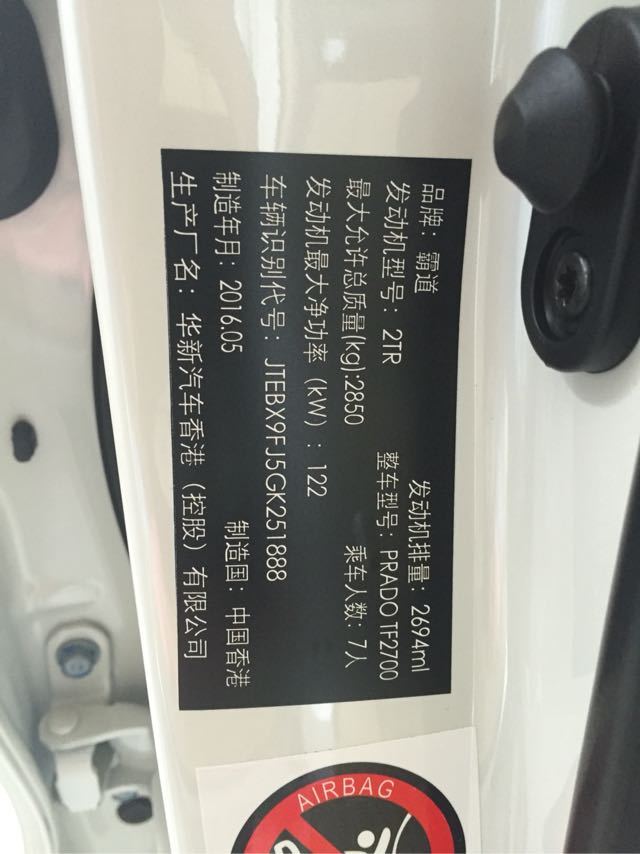 品牌：霸道
发动机型号：2TR 发动机排量：2694ml
最大允许总质量(kg):2850 整车型号：PRADO TF2700
发动机最大净功率（kW）：122 乘车人数：7人
车辆识别代号：JTEBX9FJ5GK251888
制造年月：2016.05 制造国：中国香港
生产厂名：华新汽车香港（控股）有限公司
AIRBAG